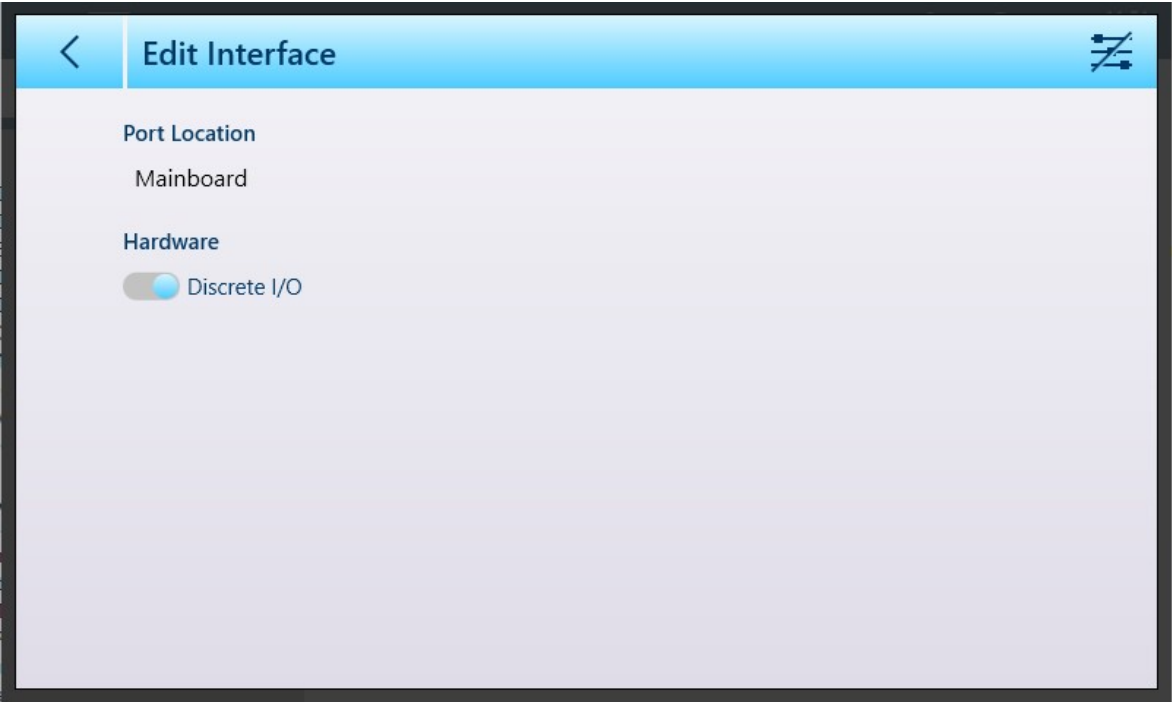 Edit Interface
Port Location
Mainboard
Hardware
Discrete I/O